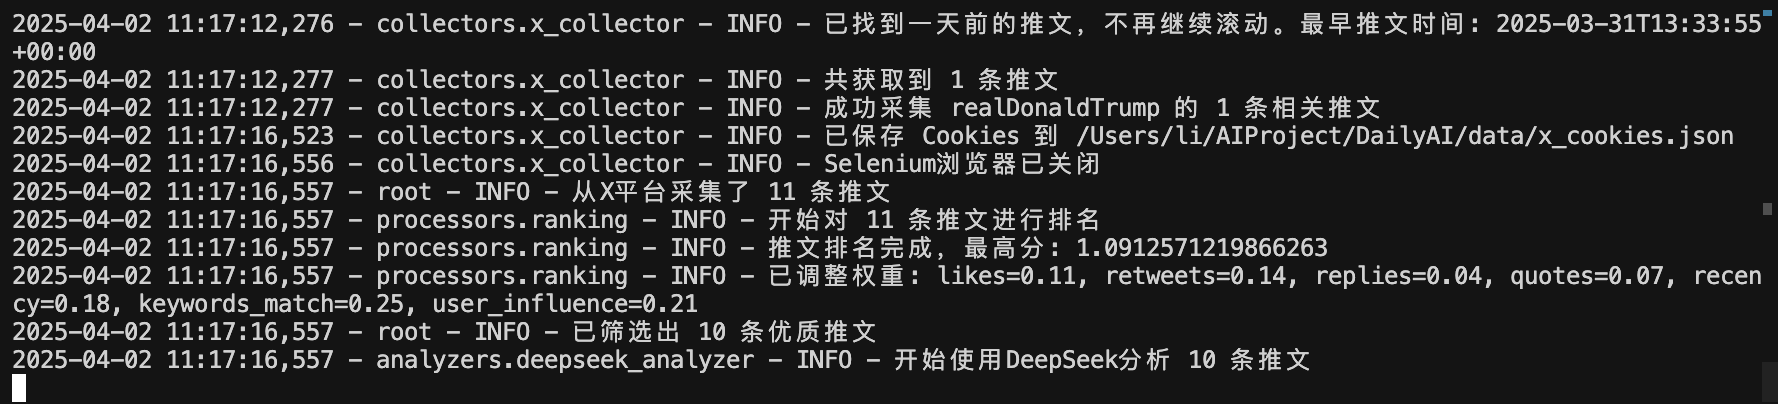 2025-04-02 11:17:12,276 - collectors.x_collector - INFO - 已找到一天前的推文，不再继续滚动。最早推文时间: 2025-03-31T13:33:55
+00:00
2025-04-02 11:17:12,277 - collectors.x_collector - INFO - 共获取到 1 条推文
2025-04-02 11:17:12,277 - collectors.x_collector - INFO - 成功采集 realDonaldTrump 的 1 条相关推文
2025-04-02 11:17:16,523 - collectors.x_collector - INFO - 已保存 Cookies 到 /Users/li/AIProject/DailyAI/data/x_cookies.json
2025-04-02 11:17:16,556 - collectors.x_collector - INFO - Selenium浏览器已关闭
2025-04-02 11:17:16,557 - root - INFO - 从X平台采集了 11 条推文
2025-04-02 11:17:16,557 - processors.ranking - INFO - 开始对 11 条推文进行排名
2025-04-02 11:17:16,557 - processors.ranking - INFO - 推文排名完成，最高分: 1.0912571219866263
2025-04-02 11:17:16,557 - processors.ranking - INFO - 已调整权重: likes=0.11, retweets=0.14, replies=0.04, quotes=0.07, recen
cy=0.18, keywords_match=0.25, user_influence=0.21
2025-04-02 11:17:16,557 - root - INFO - 已筛选出 10 条优质推文
2025-04-02 11:17:16,557 - analyzers.deepseek_analyzer - INFO - 开始使用DeepSeek分析 10 条推文